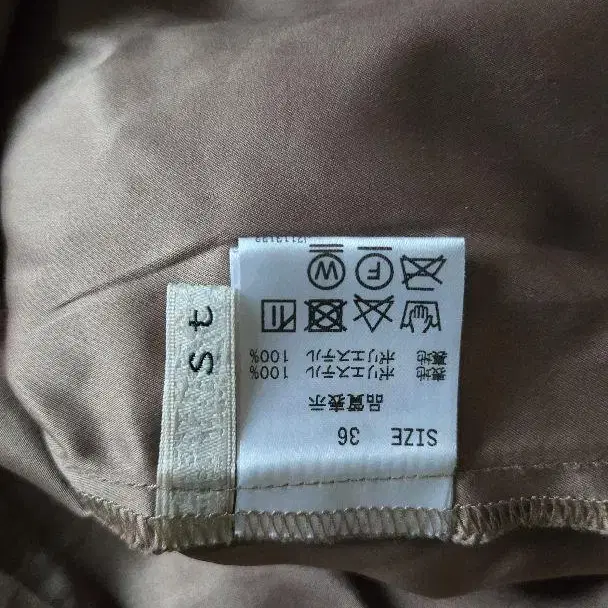 SIZE 36
品質表示
表地 ポリエステル 100%
裏地 ポリエステル 100%
F W
st